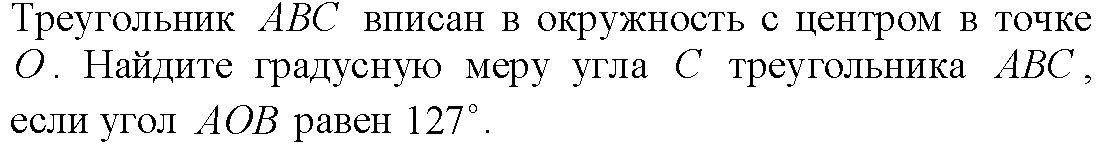 Треугольник ABC вписан в окружность с центром в точке
O. Найдите градусную меру угла C треугольника ABC,
если угол AOB равен 127°.